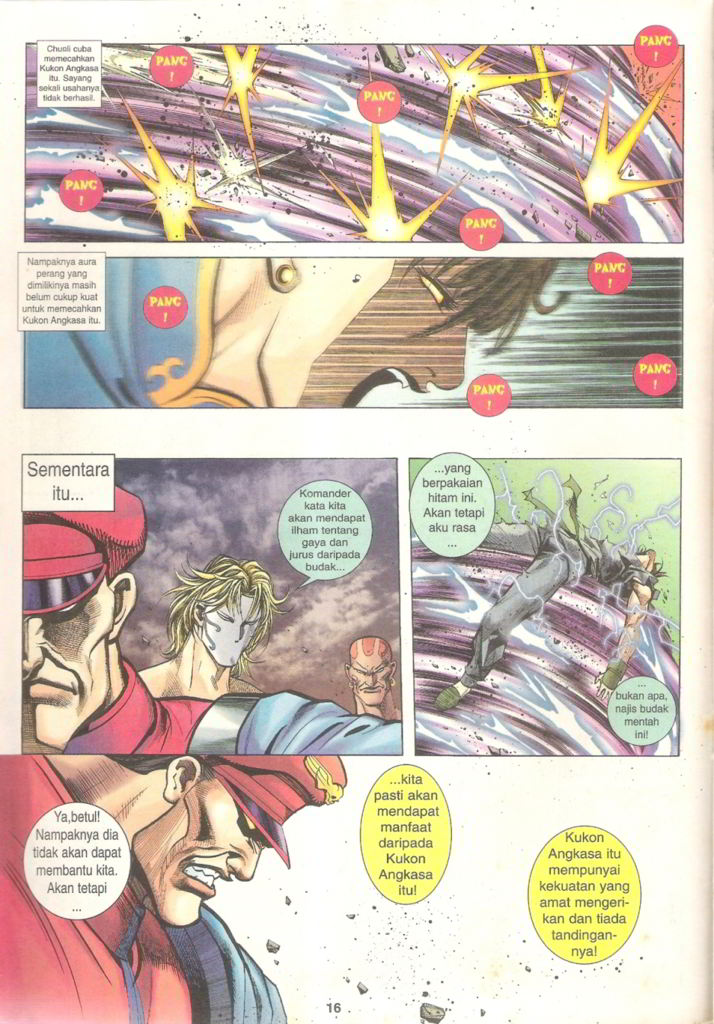 Chunli cuba
memecahkan
Kukon Angkasa
itu. Sayang
sekali usahanya
tidak berhasil.
PANG
!
PANG
!
PANG
!
PANG
!
PANG
!
Nampaknya aura
perang yang
dimilikinya masih
belum cukup kuat
untuk memecahkan
Kukon Angkasa itu.
PANG
!
PANG
!
PANG
!
PANG
!
Sementara
itu...
Komander
kata kita
akan mendapat
ilham tentang
gaya dan
jurus daripada
budak...
...yang
berpakaian
hitam ini.
Akan tetapi
aku rasa
...
...
bukan apa,
najis budak
mentah
ini!
Ya,betul!
Nampaknya dia
tidak akan dapat
membantu kita.
Akan tetapi
...
...kita
pasti akan
mendapat
manfaat
daripada
Kukon
Angkasa
itu!
Kukon
Angkasa itu
mempunyai
kekuatan yang
amat mengeri-
kan dan tiada
tandingan-
nya!
16